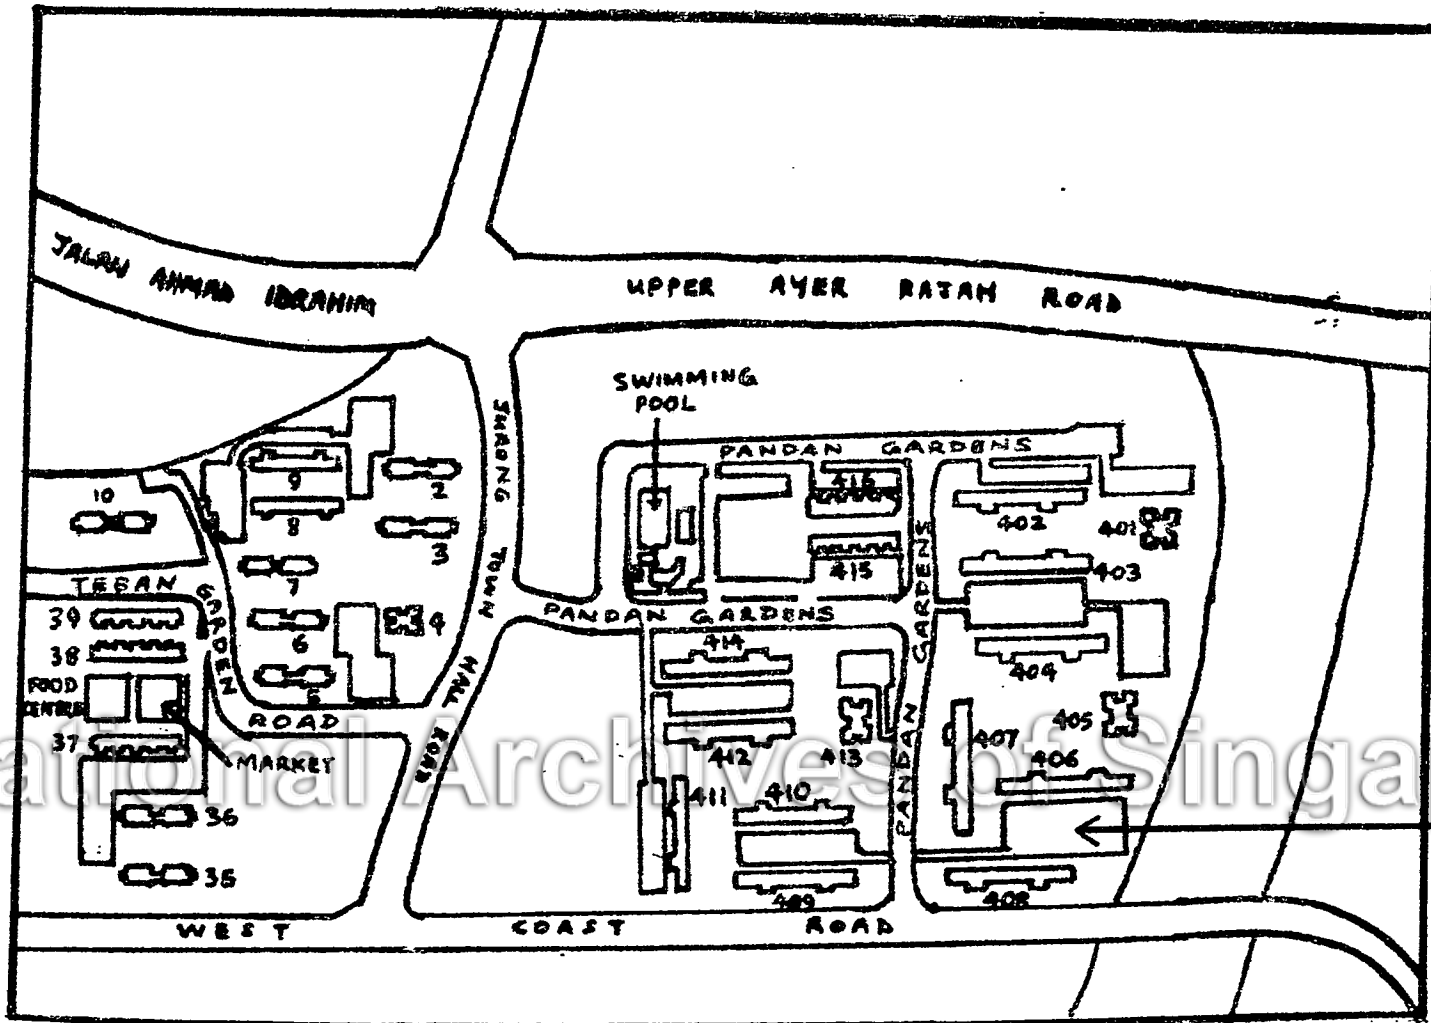 JALAN AHMAD IBRAHIM
UPPER AYER RAJAH ROAD
SWIMMING
POOL
JURONG TOWN HALL ROAD
PANDAN GARDENS
9
2
416
10
402
401
8
3
GARDENS
415
7
403
TEBAN
GARDEN
PANDAN GARDENS
39
4
6
414
404
38
5
FOOD
CENTRE
ROAD
PANDAN
405
37
407
412
413
406
MARKET
411
410
PANDAN
36
35
409
408
WEST COAST ROAD
ational Archives of Singa